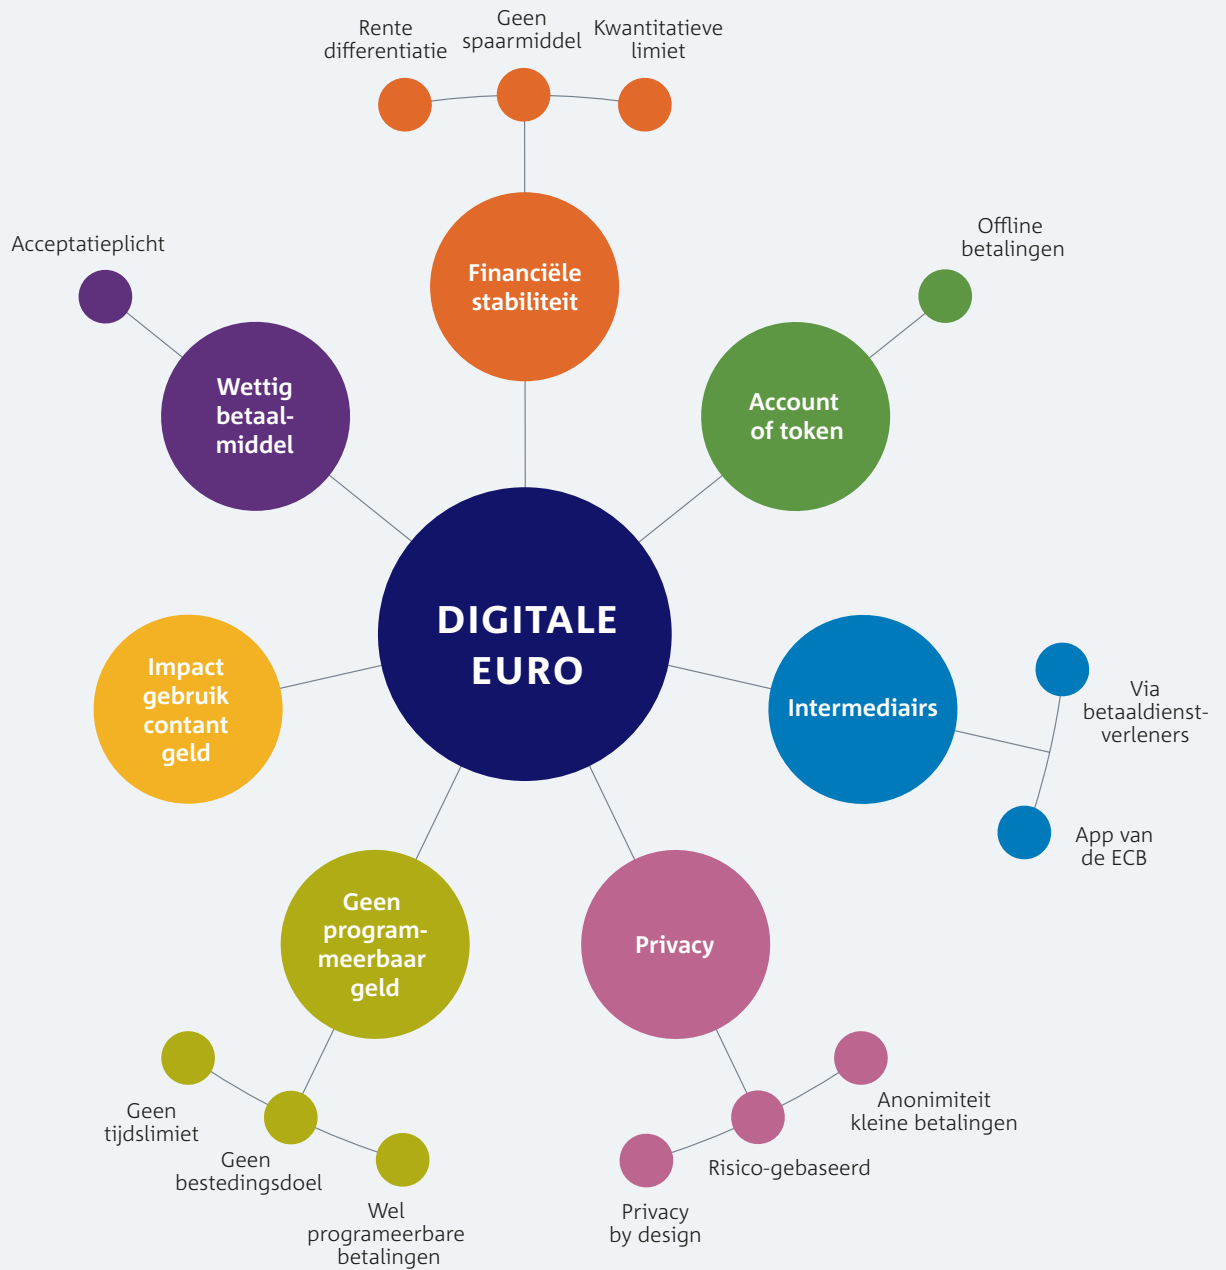 Rente
differentiatie
Geen
spaarmiddel
Kwantitatieve
limiet
Acceptatieplicht
Offline
betalingen
Financiële
stabiliteit
Wettig
betaal-
middel
Account
of token
DIGITALE
EURO
Impact
gebruik
contant
geld
Intermediairs
Via
betaaldienst-
verleners
App van
de ECB
Geen
program-
meerbaar
geld
Privacy
Geen
tijdslimiet
Geen
bestedingsdoel
Wel
programeerbare
betalingen
Anonimiteit
kleine betalingen
Risico-gebaseerd
Privacy
by design